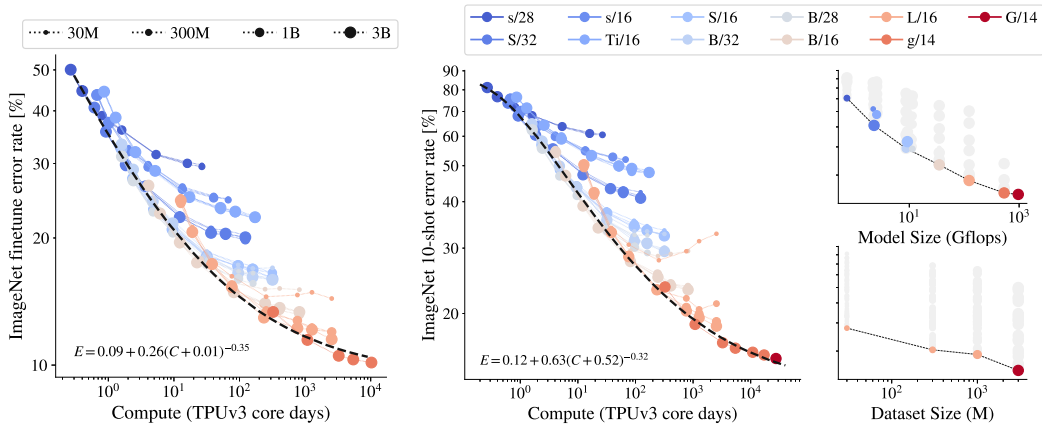 30M 300M 1B 3B
s/28 s/16 S/16 B/28 L/16 G/14
S/32 Ti/16 B/32 B/16 g/14
ImageNet finetune error rate [%]
50
40
30
20
10
E = 0.09 + 0.26(C + 0.01)^{-0.35}
10^0 10^1 10^2 10^3 10^4
Compute (TPUv3 core days)
ImageNet 10-shot error rate [%]
90
80
70
60
50
40
30
20
E = 0.12 + 0.63(C + 0.52)^{-0.32}
10^0 10^1 10^2 10^3 10^4
Compute (TPUv3 core days)
10^1 10^3
Model Size (Gflops)
10^2 10^3
Dataset Size (M)